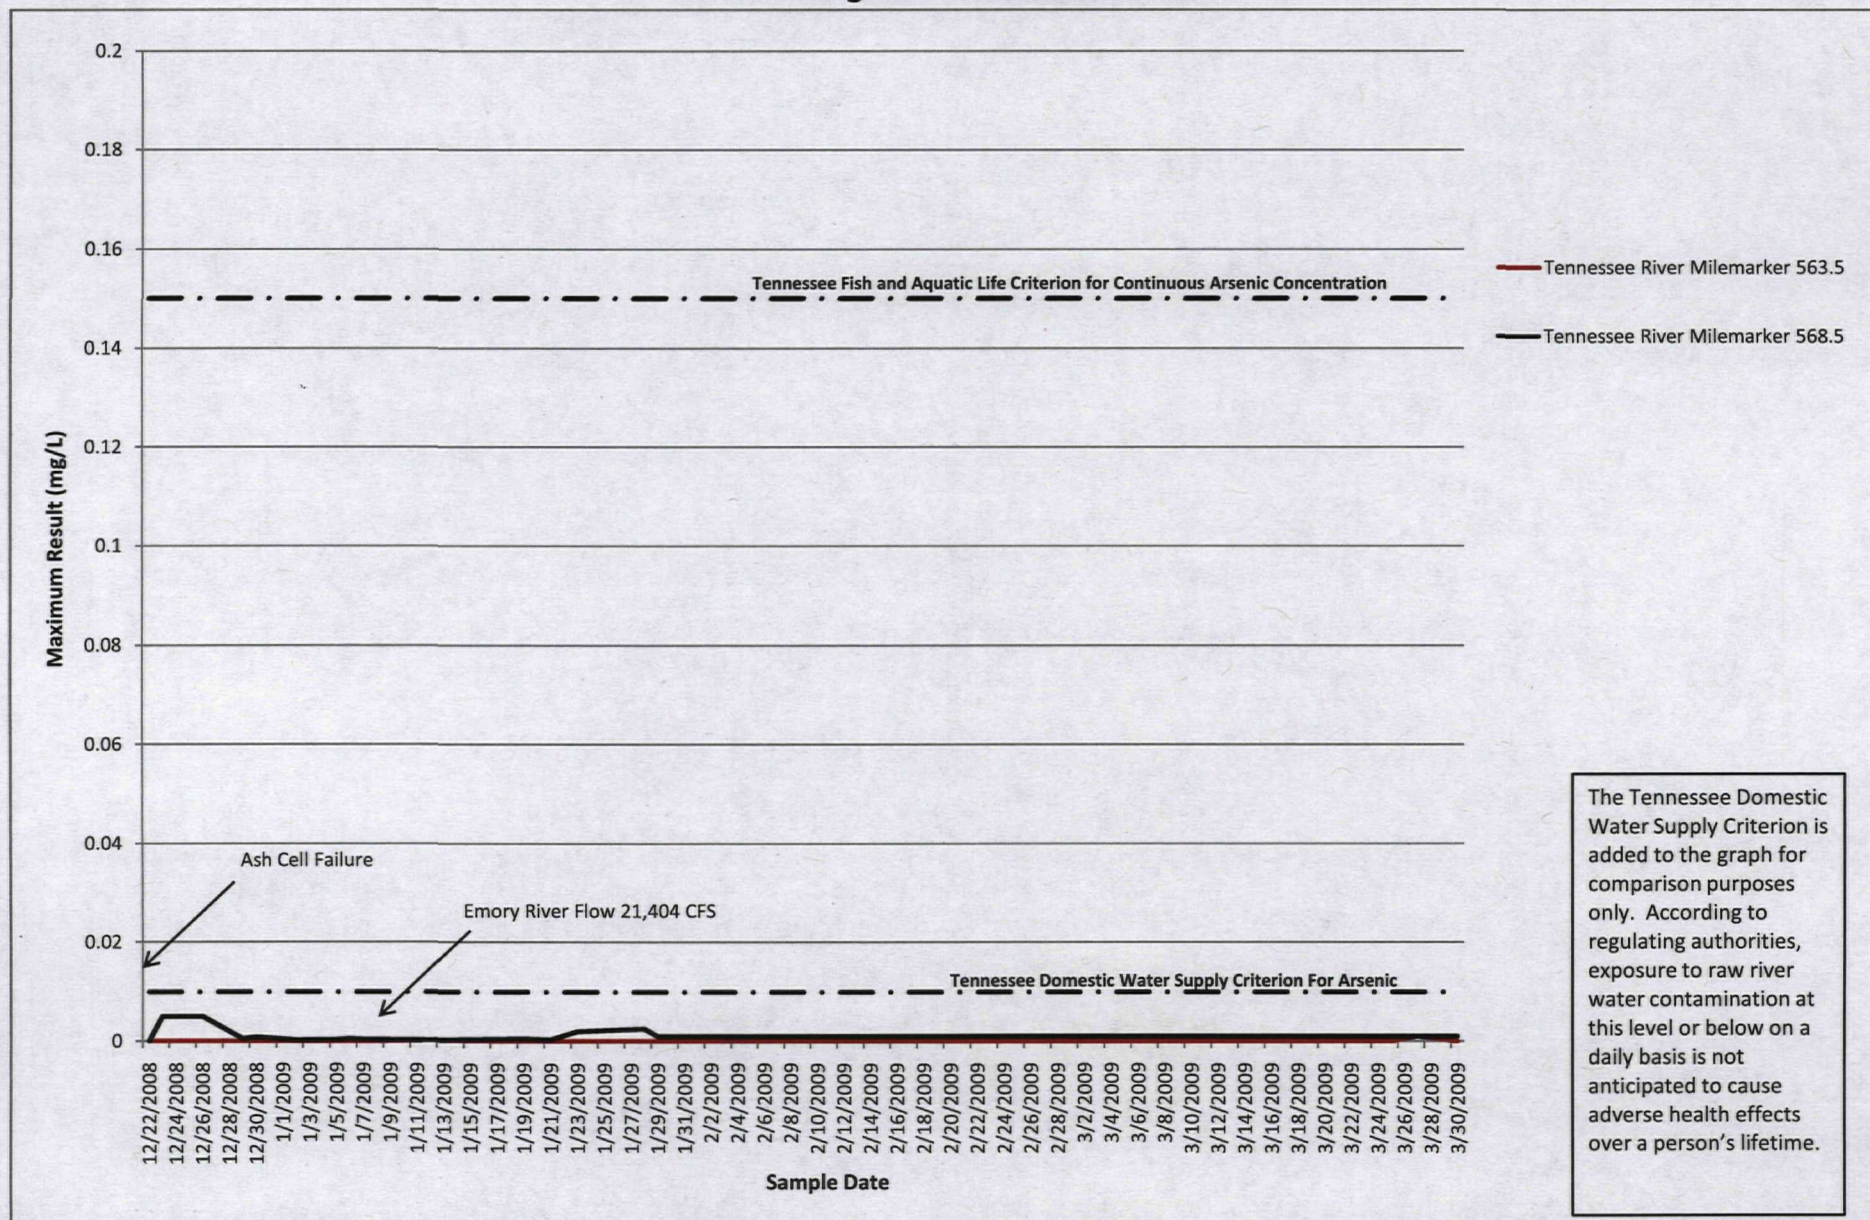 0.2
0.18
0.16
0.14
0.12
0.1
0.08
0.06
0.04
0.02
0
Maximum Result (mg/L)
Tennessee Fish and Aquatic Life Criterion for Continuous Arsenic Concentration
Tennessee River Milemarker 563.5
Tennessee River Milemarker 568.5
Ash Cell Failure
Emory River Flow 21,404 CFS
Tennessee Domestic Water Supply Criterion For Arsenic
12/22/2008
12/24/2008
12/26/2008
12/28/2008
12/30/2008
1/1/2009
1/3/2009
1/5/2009
1/7/2009
1/9/2009
1/11/2009
1/13/2009
1/15/2009
1/17/2009
1/19/2009
1/21/2009
1/23/2009
1/25/2009
1/27/2009
1/29/2009
1/31/2009
2/2/2009
2/4/2009
2/6/2009
2/8/2009
2/10/2009
2/12/2009
2/14/2009
2/16/2009
2/18/2009
2/20/2009
2/22/2009
2/24/2009
2/26/2009
2/28/2009
3/2/2009
3/4/2009
3/6/2009
3/8/2009
3/10/2009
3/12/2009
3/14/2009
3/16/2009
3/18/2009
3/20/2009
3/22/2009
3/24/2009
3/26/2009
3/28/2009
3/30/2009
Sample Date
The Tennessee Domestic
Water Supply Criterion is
added to the graph for
comparison purposes
only. According to
regulating authorities,
exposure to raw river
water contamination at
this level or below on a
daily basis is not
anticipated to cause
adverse health effects
over a person's lifetime.